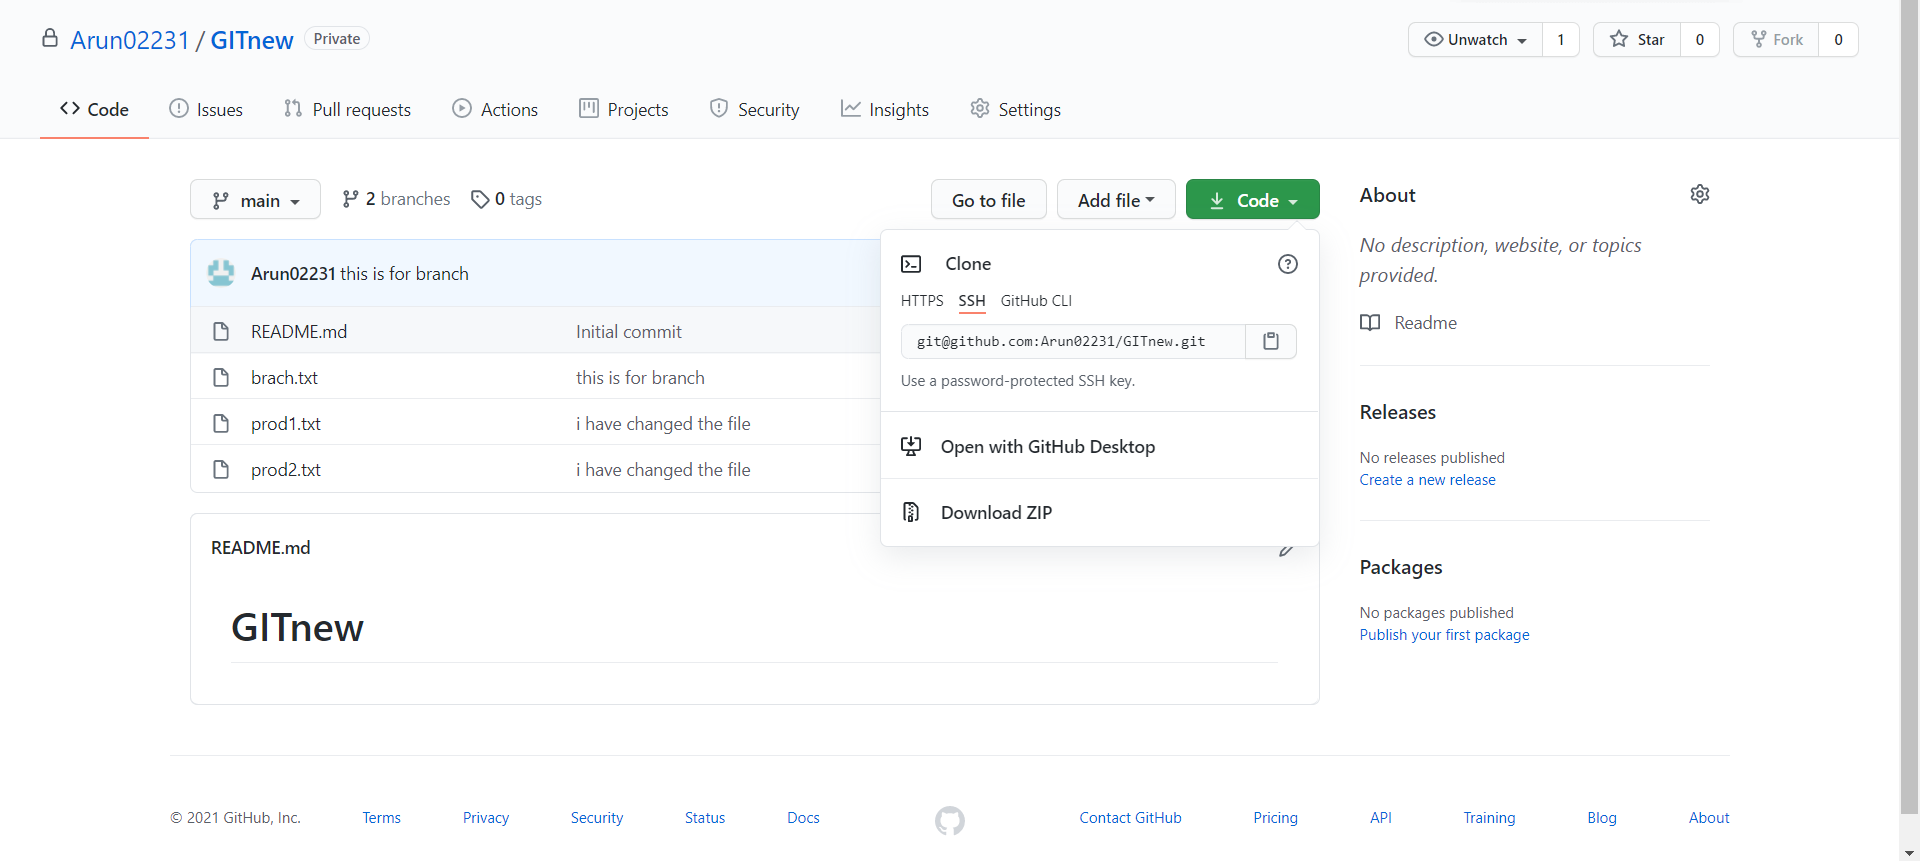 Arun02231 / GITnew Private
Unwatch 1 Star 0 Fork 0
Code Issues Pull requests Actions Projects Security Insights Settings
main 2 branches 0 tags Go to file Add file Code
Arun02231 this is for branch
README.md Initial commit
brach.txt this is for branch
prod1.txt i have changed the file
prod2.txt i have changed the file
Clone
HTTPS SSH GitHub CLI
git@github.com:Arun02231/GITnew.git
Use a password-protected SSH key.
Open with GitHub Desktop
Download ZIP
README.md
GITnew
About
No description, website, or topics
provided.
Readme
Releases
No releases published
Create a new release
Packages
No packages published
Publish your first package
© 2021 GitHub, Inc. Terms Privacy Security Status Docs Contact GitHub Pricing API Training Blog About